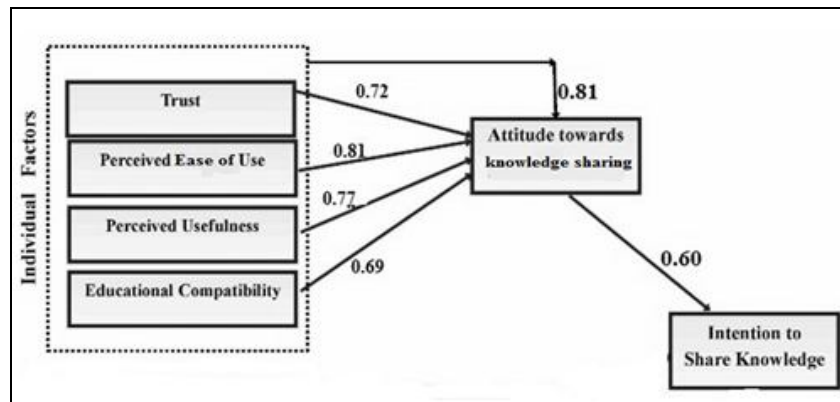 Individual Factors
Trust
Perceived Ease of Use
Perceived Usefulness
Educational Compatibility
0.72
0.81
0.77
0.69
0.81
Attitude towards
knowledge sharing
0.60
Intention to
Share Knowledge